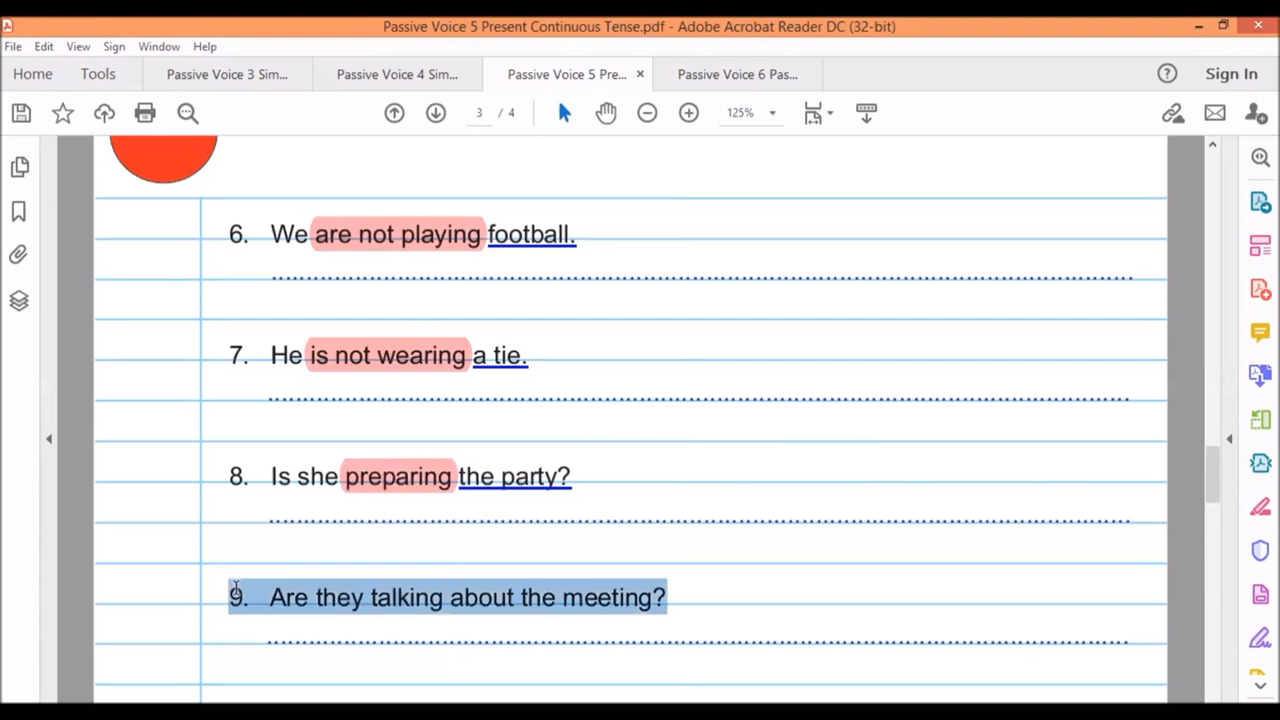 Passive Voice 5 Present Continuous Tense.pdf - Adobe Acrobat Reader DC (32-bit)
File Edit View Sign Window Help
Home Tools Passive Voice 3 Sim... Passive Voice 4 Sim... Passive Voice 5 Pre... × Passive Voice 6 Pas... Sign In
3 / 4 125%
6. We are not playing football.
7. He is not wearing a tie.
8. Is she preparing the party?
9. Are they talking about the meeting?